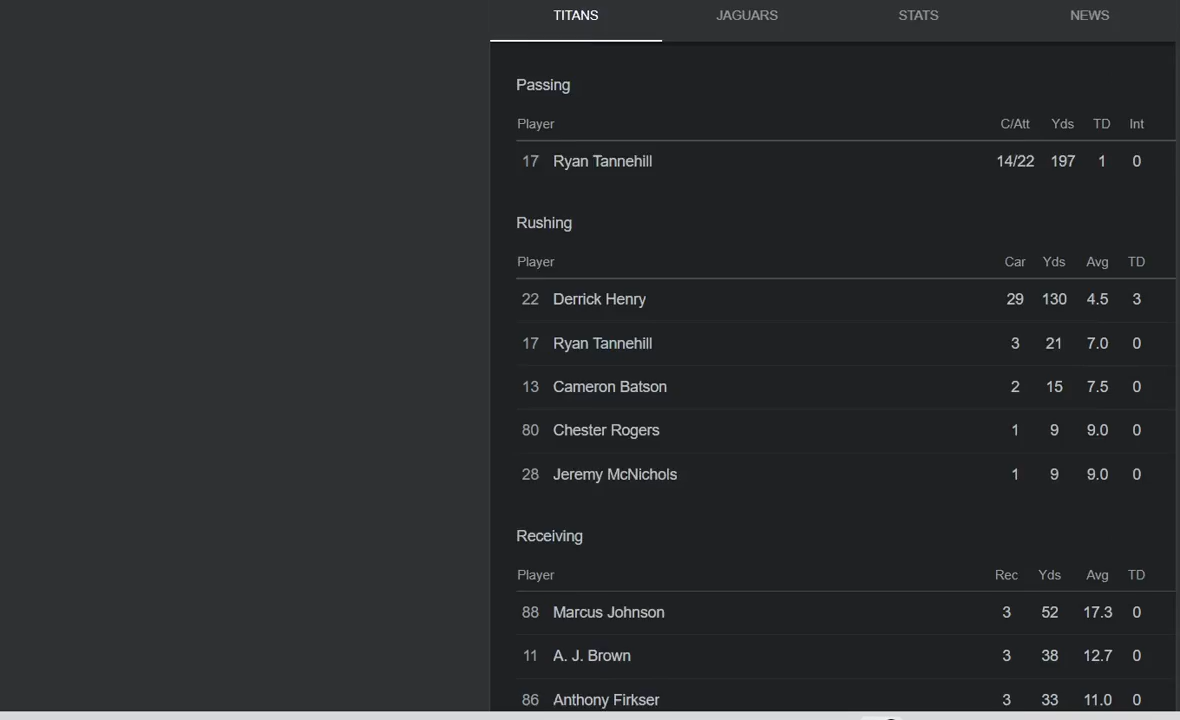 TITANS JAGUARS STATS NEWS
Passing
Player C/Att Yds TD Int
17 Ryan Tannehill 14/22 197 1 0
Rushing
Player Car Yds Avg TD
22 Derrick Henry 29 130 4.5 3
17 Ryan Tannehill 3 21 7.0 0
13 Cameron Batson 2 15 7.5 0
80 Chester Rogers 1 9 9.0 0
28 Jeremy McNichols 1 9 9.0 0
Receiving
Player Rec Yds Avg TD
88 Marcus Johnson 3 52 17.3 0
11 A. J. Brown 3 38 12.7 0
86 Anthony Firkser 3 33 11.0 0